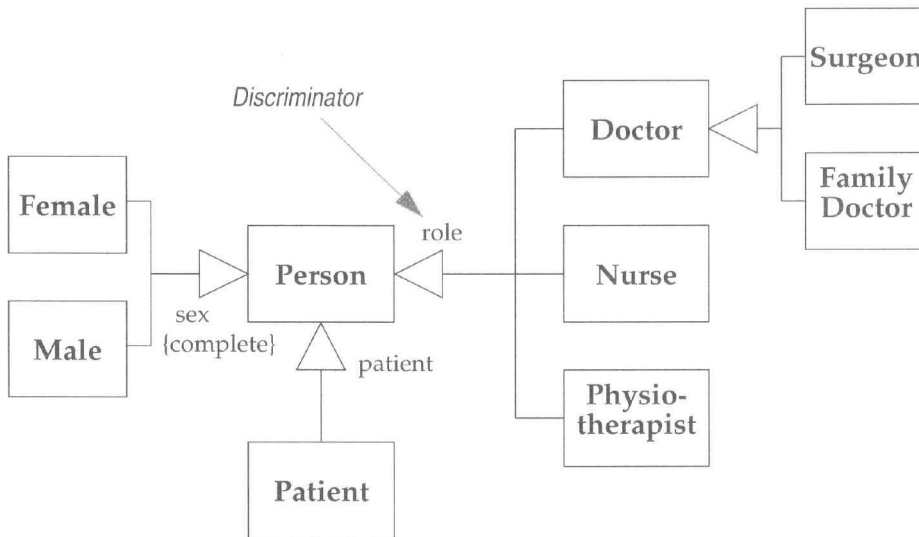 Surgeon
Discriminator
Doctor
Female
Family
Doctor
role
Person
Nurse
sex
{complete}
Male
patient
Physio-
therapist
Patient